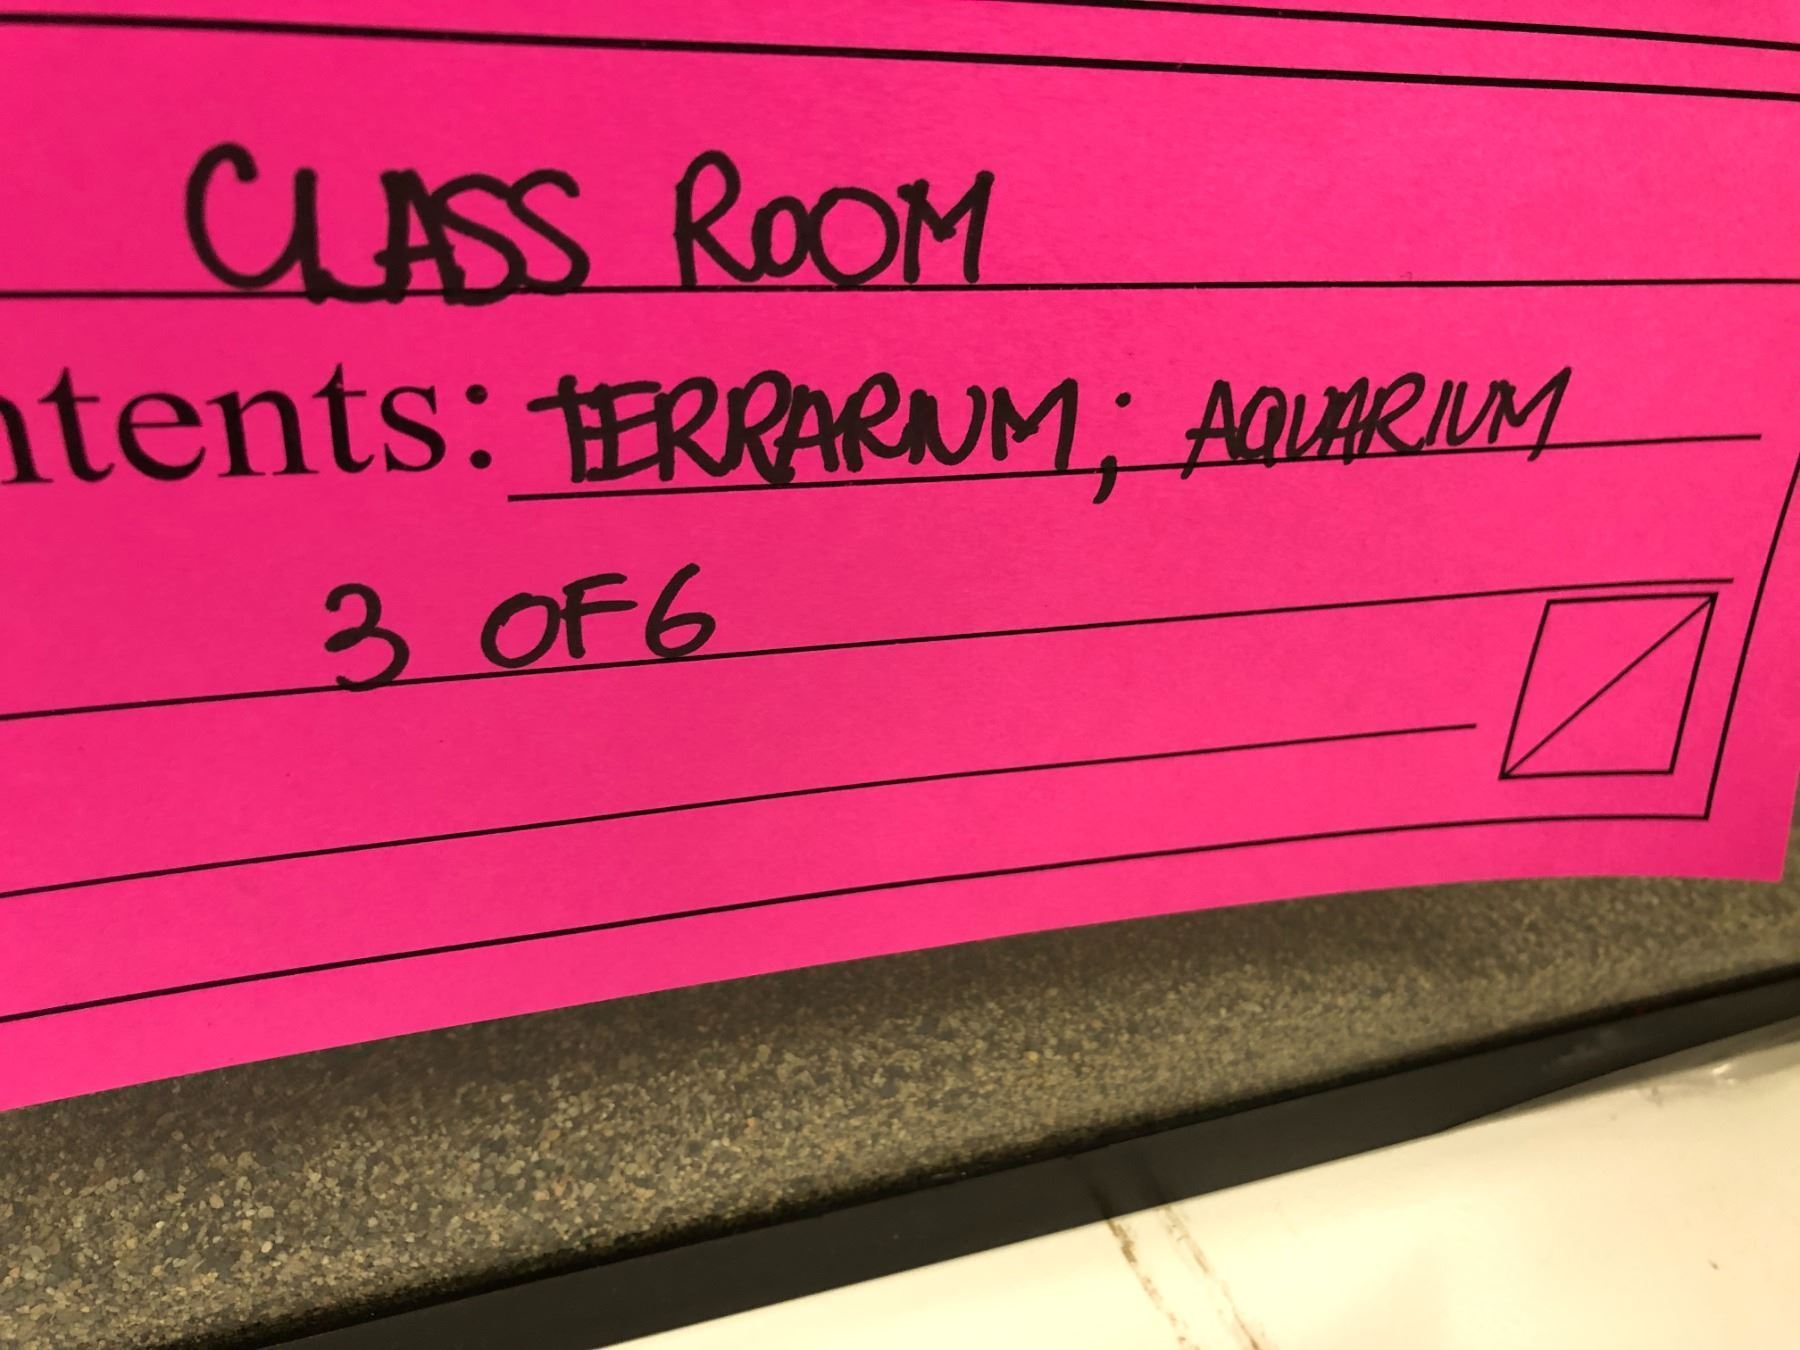 CLASS ROOM
ntents: TERRARIUM; AQUARIUM
3 OF 6